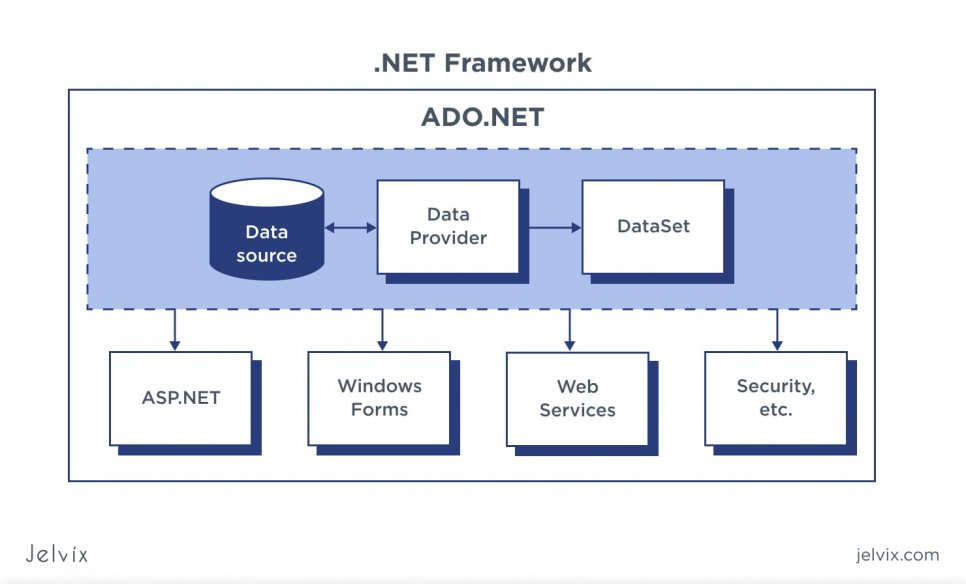 .NET Framework
ADO.NET
Data
source
Data
Provider
DataSet
ASP.NET
Windows
Forms
Web
Services
Security,
etc.
Jelvix
jelvix.com